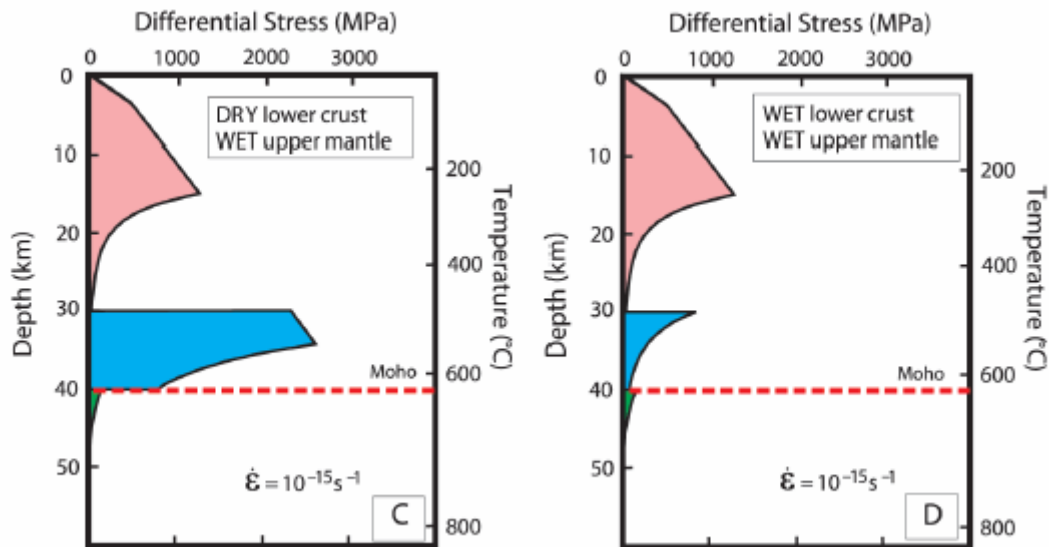 Differential Stress (MPa)
0 1000 2000 3000
0
10
20
30
40
50
Depth (km)
DRY lower crust
WET upper mantle
200
400
600
800
Temperature (°C)
Moho
ε̇ = 10⁻¹⁵s⁻¹
C
Differential Stress (MPa)
0 1000 2000 3000
0
10
20
30
40
50
Depth (km)
WET lower crust
WET upper mantle
200
400
600
800
Temperature (°C)
Moho
ε̇ = 10⁻¹⁵s⁻¹
D